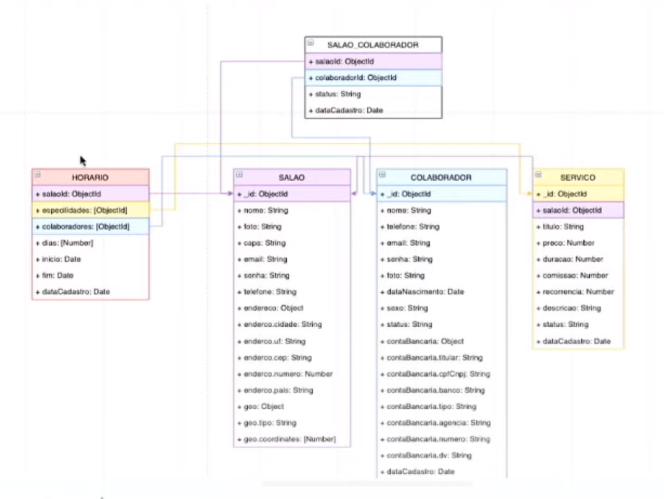 SALAO_COLABORADOR
+ salaoId: ObjectId
+ colaboradorId: ObjectId
+ status: String
+ dataCadastro: Date
HORARIO
+ salaoId: ObjectId
+ especilidades: [ObjectId]
+ colaboradores: [ObjectId]
+ dias: [Number]
+ inicio: Date
+ fim: Date
+ dataCadastro: Date
SALAO
+ _id: ObjectId
+ nome: String
+ foto: String
+ capa: String
+ email: String
+ senha: String
+ telefone: String
+ endereco: Object
+ enderco.cidade: String
+ enderco.uf: String
+ enderco.cep: String
+ enderco.numero: Number
+ enderco.pais: String
+ geo: Object
+ geo.tipo: String
+ geo.coordinates: [Number]
COLABORADOR
+ _id: ObjectId
+ nome: String
+ telefone: String
+ email: String
+ senha: String
+ foto: String
+ dataNascimento: Date
+ sexo: String
+ status: String
+ contaBancaria: Object
+ contaBancaria.titular: String
+ contaBancaria.cpfCnpj: String
+ contaBancaria.banco: String
+ contaBancaria.tipo: String
+ contaBancaria.agencia: String
+ contaBancaria.numero: String
+ contaBancaria.dv: String
+ dataCadastro: Date
SERVICO
+ _id: ObjectId
+ salaoId: ObjectId
+ titulo: String
+ preco: Number
+ duracao: Number
+ comissao: Number
+ recorrencia: Number
+ descricao: String
+ status: String
+ dataCadastro: Date